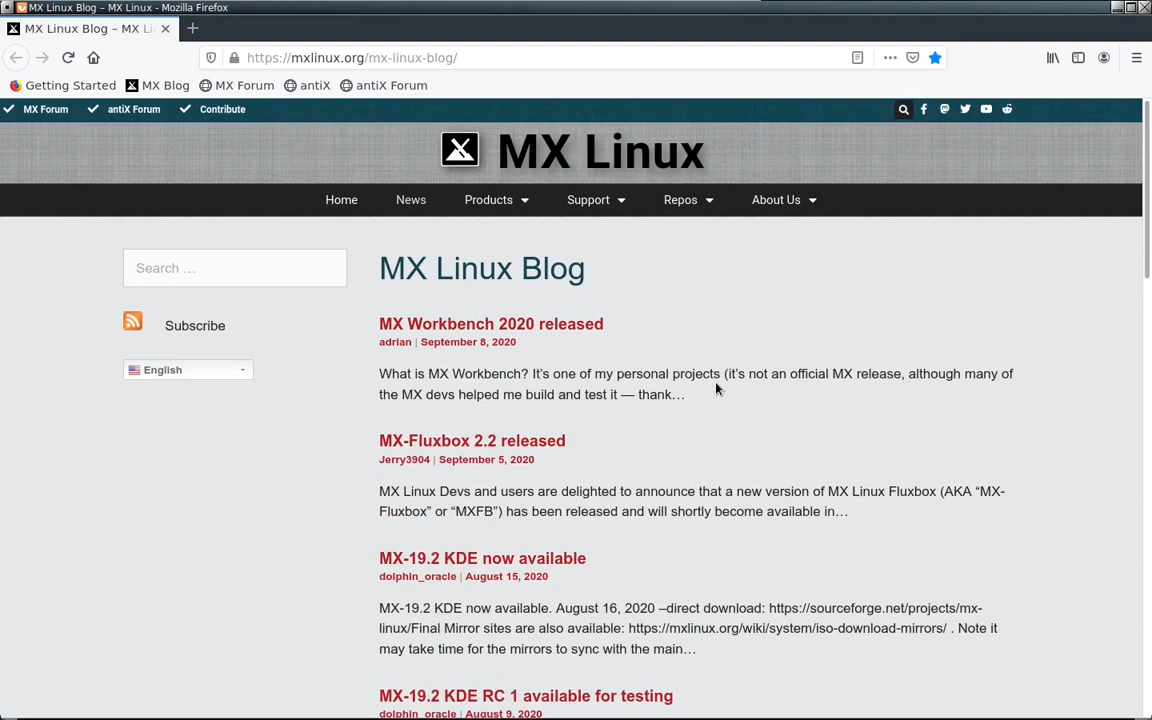 MX Linux Blog – MX Linux - Mozilla Firefox
MX Linux Blog – MX Li
https://mxlinux.org/mx-linux-blog/
Getting Started MX Blog MX Forum antiX antiX Forum
MX Forum antiX Forum Contribute
MX Linux
Home News Products Support Repos About Us
Search …
Subscribe
English
MX Linux Blog
MX Workbench 2020 released
adrian | September 8, 2020
What is MX Workbench? It’s one of my personal projects (it’s not an official MX release, although many of
the MX devs helped me build and test it — thank…
MX-Fluxbox 2.2 released
Jerry3904 | September 5, 2020
MX Linux Devs and users are delighted to announce that a new version of MX Linux Fluxbox (AKA “MX-
Fluxbox” or “MXFB”) has been released and will shortly become available in…
MX-19.2 KDE now available
dolphin_oracle | August 15, 2020
MX-19.2 KDE now available. August 16, 2020 –direct download: https://sourceforge.net/projects/mx-
linux/Final Mirror sites are also available: https://mxlinux.org/wiki/system/iso-download-mirrors/ . Note it
may take time for the mirrors to sync with the main…
MX-19.2 KDE RC 1 available for testing
dolphin_oracle | August 9, 2020